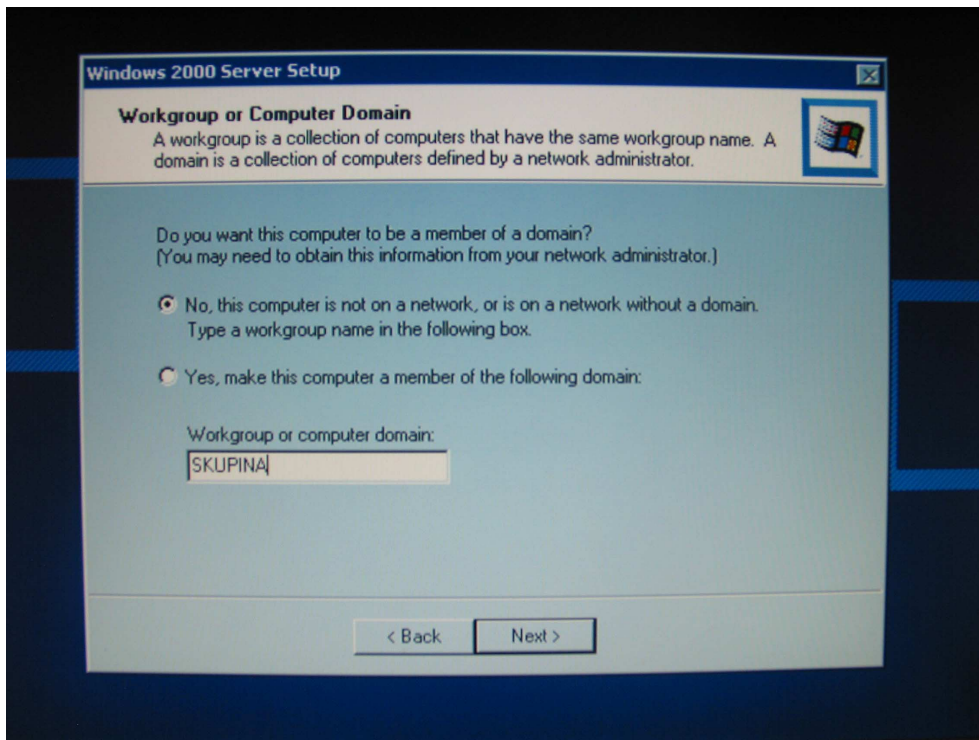 Windows 2000 Server Setup
Workgroup or Computer Domain
A workgroup is a collection of computers that have the same workgroup name. A
domain is a collection of computers defined by a network administrator.
Do you want this computer to be a member of a domain?
(You may need to obtain this information from your network administrator.)
No, this computer is not on a network, or is on a network without a domain.
Type a workgroup name in the following box.
Yes, make this computer a member of the following domain:
Workgroup or computer domain:
SKUPINA
< Back
Next >